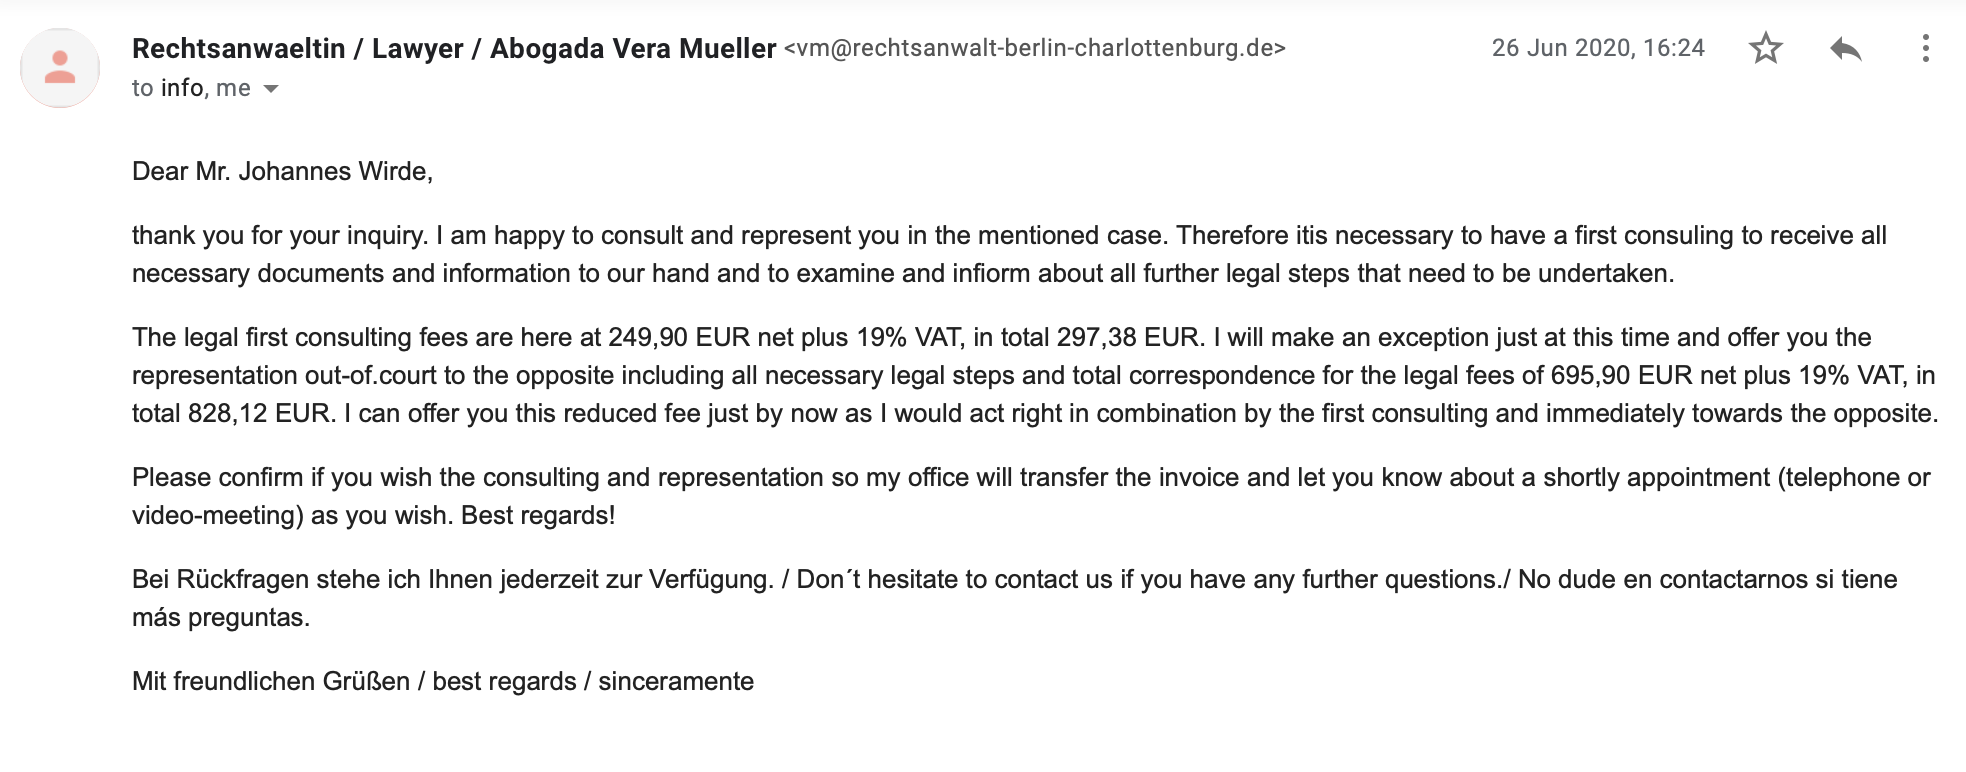 Rechtsanwaeltin / Lawyer / Abogada Vera Mueller <vm@rechtsanwalt-berlin-charlottenburg.de> 26 Jun 2020, 16:24
to info, me
Dear Mr. Johannes Wirde,
thank you for your inquiry. I am happy to consult and represent you in the mentioned case. Therefore itis necessary to have a first consuling to receive all
necessary documents and information to our hand and to examine and infiorm about all further legal steps that need to be undertaken.
The legal first consulting fees are here at 249,90 EUR net plus 19% VAT, in total 297,38 EUR. I will make an exception just at this time and offer you the
representation out-of.court to the opposite including all necessary legal steps and total correspondence for the legal fees of 695,90 EUR net plus 19% VAT, in
total 828,12 EUR. I can offer you this reduced fee just by now as I would act right in combination by the first consulting and immediately towards the opposite.
Please confirm if you wish the consulting and representation so my office will transfer the invoice and let you know about a shortly appointment (telephone or
video-meeting) as you wish. Best regards!
Bei Rückfragen stehe ich Ihnen jederzeit zur Verfügung. / Don´t hesitate to contact us if you have any further questions./ No dude en contactarnos si tiene
más preguntas.
Mit freundlichen Grüßen / best regards / sinceramente